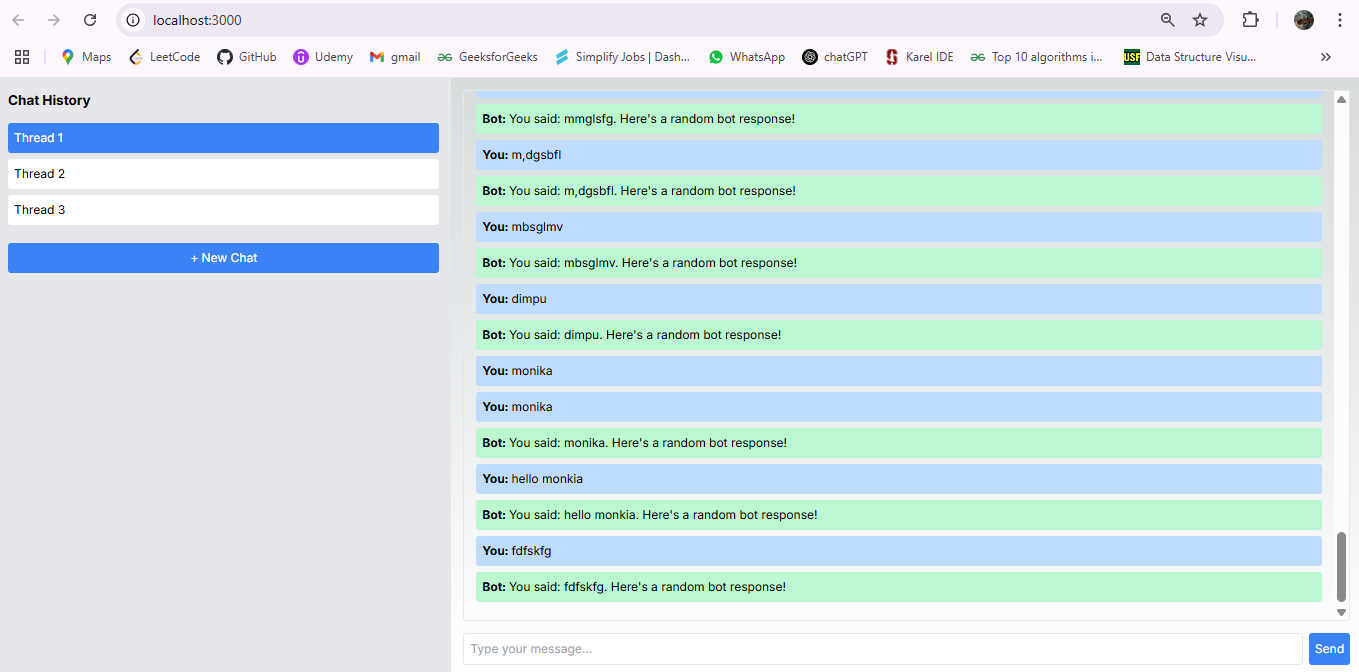 localhost:3000
Maps LeetCode GitHub Udemy gmail GeeksforGeeks Simplify Jobs | Dash... WhatsApp chatGPT Karel IDE Top 10 algorithms i... USF Data Structure Visu...
Chat History
Thread 1
Thread 2
Thread 3
+ New Chat
Bot: You said: mmglsfg. Here's a random bot response!
You: m,dgsbfl
Bot: You said: m,dgsbfl. Here's a random bot response!
You: mbsglmv
Bot: You said: mbsglmv. Here's a random bot response!
You: dimpu
Bot: You said: dimpu. Here's a random bot response!
You: monika
You: monika
Bot: You said: monika. Here's a random bot response!
You: hello monkia
Bot: You said: hello monkia. Here's a random bot response!
You: fdfskfg
Bot: You said: fdfskfg. Here's a random bot response!
Type your message...
Send